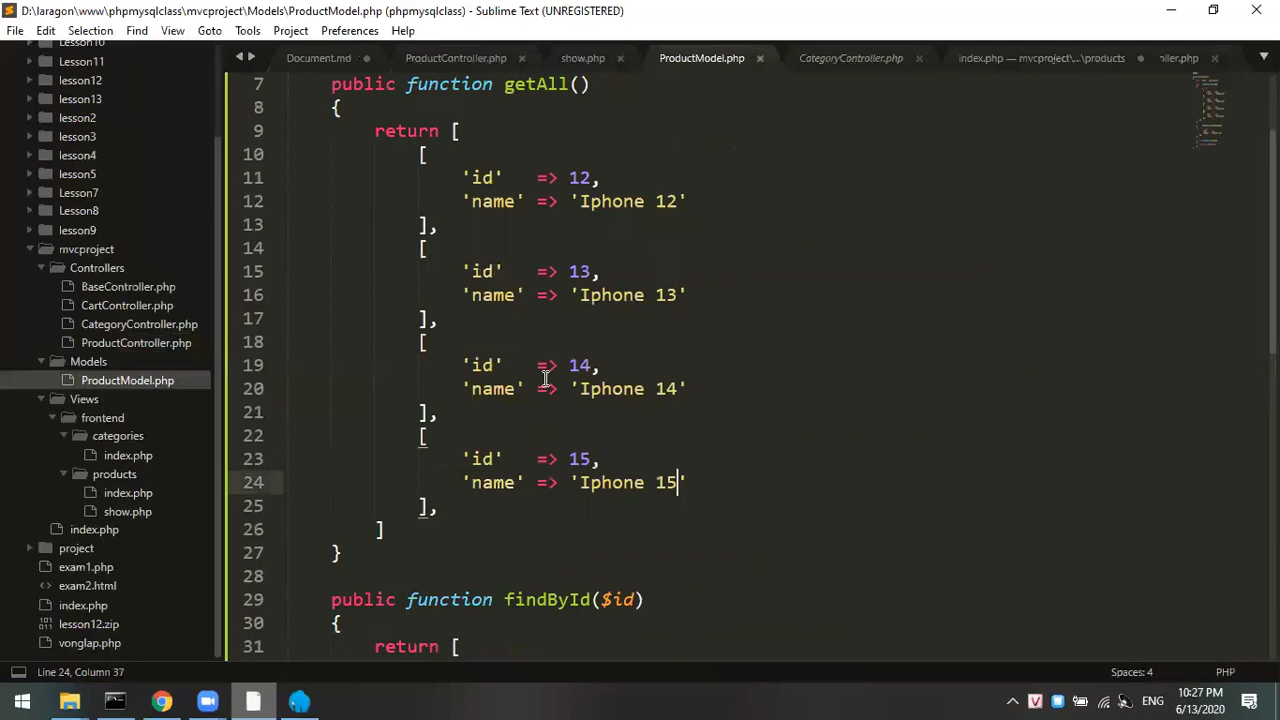 D:\laragon\www\phpmysqlclass\mvcproject\Models\ProductModel.php (phpmysqlclass) - Sublime Text (UNREGISTERED)
File Edit Selection Find View Goto Tools Project Preferences Help
Document.md ProductController.php show.php ProductModel.php CategoryController.php index.php — mvcproject\...\products
Lesson10
Lesson11
lesson12
lesson13
lesson2
lesson3
lesson4
lesson5
Lesson7
Lesson8
lesson9
mvcproject
Controllers
BaseController.php
CartController.php
CategoryController.php
ProductController.php
Models
ProductModel.php
Views
frontend
categories
index.php
products
index.php
show.php
index.php
project
exam1.php
exam2.html
index.php
lesson12.zip
vonglap.php
7 public function getAll()
8 {
9 return [
10 [
11 'id' => 12,
12 'name' => 'Iphone 12'
13 ],
14 [
15 'id' => 13,
16 'name' => 'Iphone 13'
17 ],
18 [
19 'id' => 14,
20 'name' => 'Iphone 14'
21 ],
22 [
23 'id' => 15,
24 'name' => 'Iphone 15'
25 ],
26 ]
27 }
28
29 public function findById($id)
30 {
31 return [
Line 24, Column 37 Spaces: 4 PHP
ENG 10:27 PM
6/13/2020